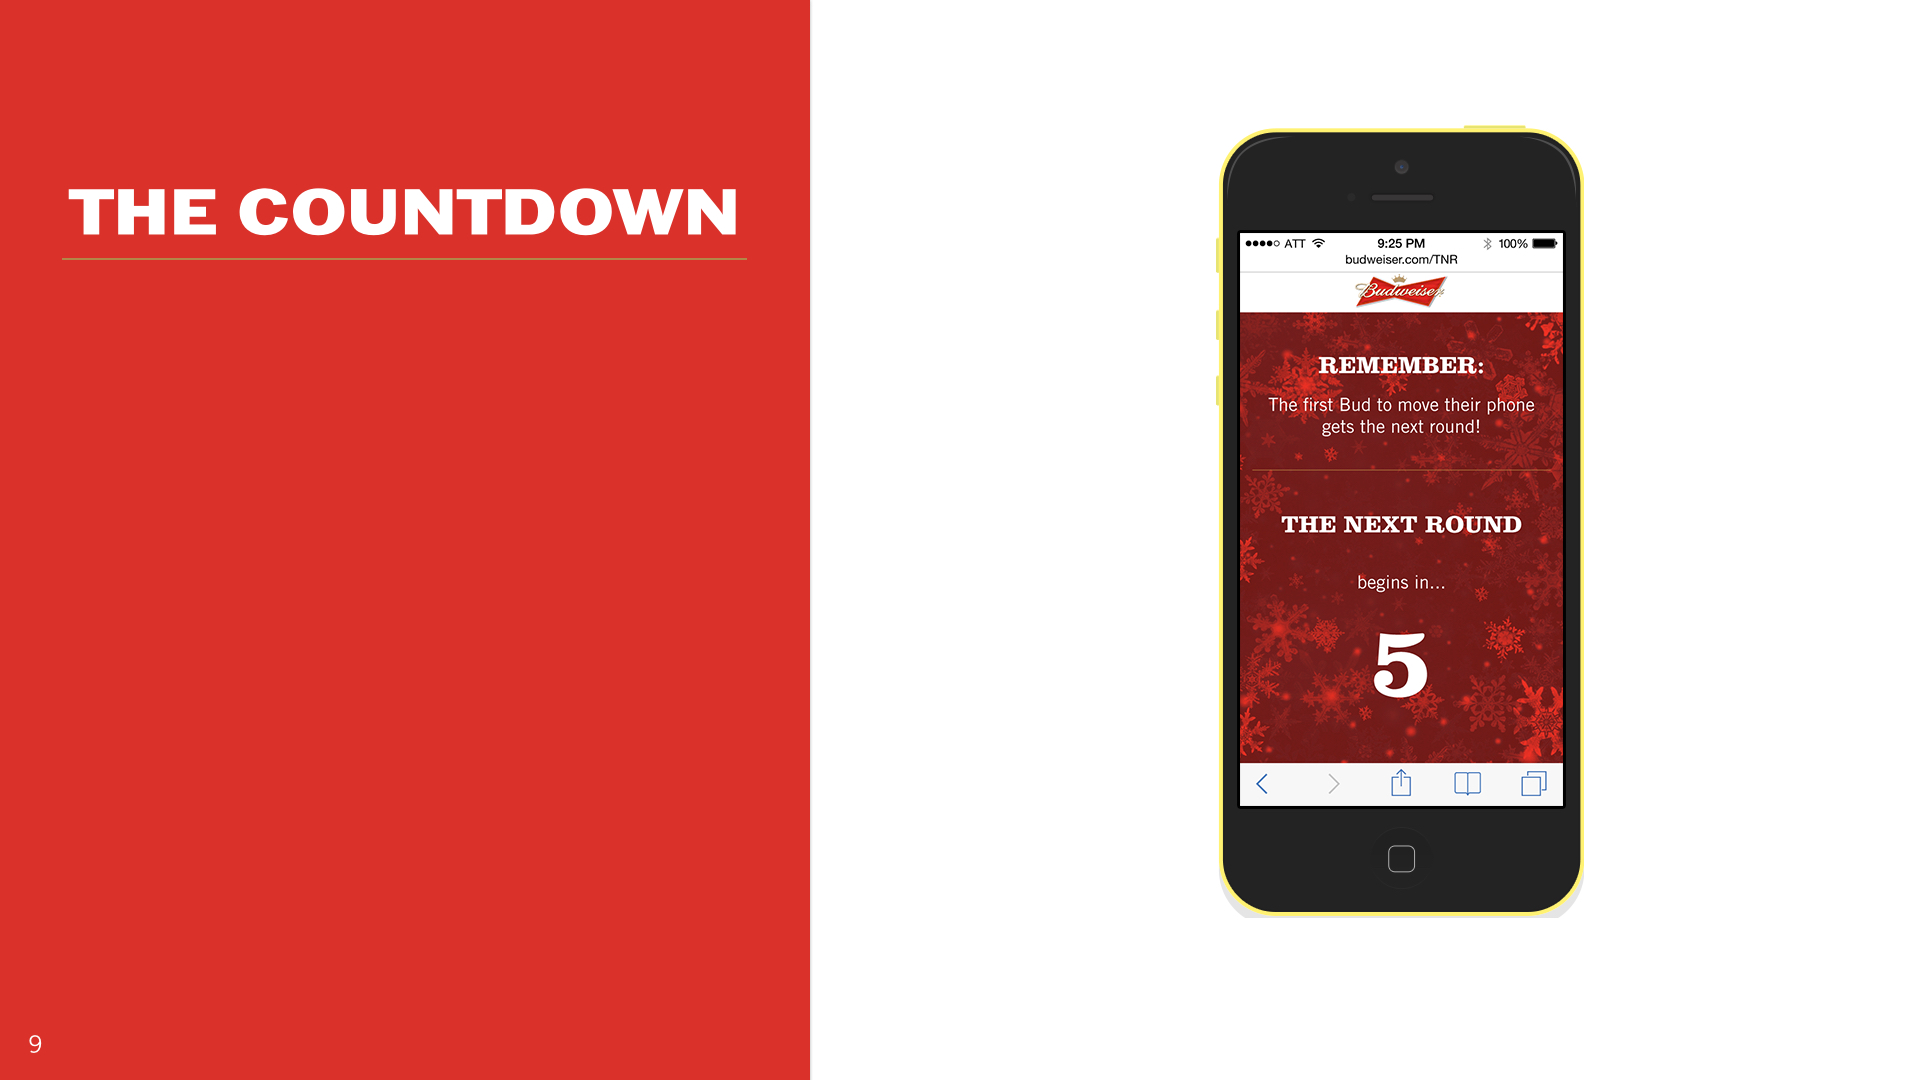 THE COUNTDOWN
9
ATT 9:25 PM 100%
budweiser.com/TNR
Budweiser
REMEMBER:
The first Bud to move their phone
gets the next round!
THE NEXT ROUND
begins in...
5